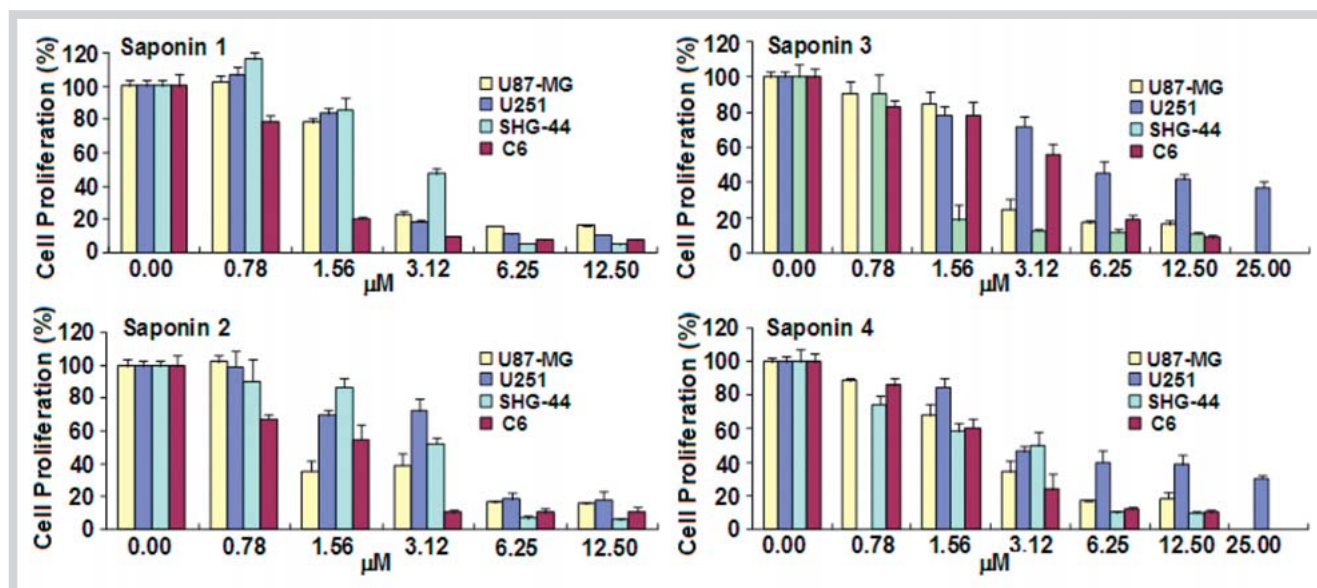 Saponin 1
Cell Proliferation (%)
120
100
80
60
40
20
0
U87-MG
U251
SHG-44
C6
0.00 0.78 1.56 3.12 6.25 12.50
µM
Saponin 3
Cell Proliferation (%)
120
100
80
60
40
20
0
U87-MG
U251
SHG-44
C6
0.00 0.78 1.56 3.12 6.25 12.50 25.00
µM
Saponin 2
Cell Proliferation (%)
120
100
80
60
40
20
0
U87-MG
U251
SHG-44
C6
0.00 0.78 1.56 3.12 6.25 12.50
µM
Saponin 4
Cell Proliferation (%)
120
100
80
60
40
20
0
U87-MG
U251
SHG-44
C6
0.00 0.78 1.56 3.12 6.25 12.50 25.00
µM